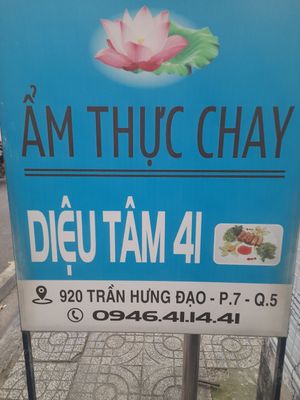 ẨM THỰC CHAY
DIỆU TÂM 41
920 TRẦN HƯNG ĐẠO - P.7 - Q.5
0946.41.14.41